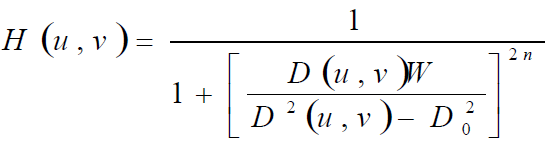 H (u , v) = 1 / (1 + [ D (u , v)W / (D²(u , v) − D₀²) ]²ⁿ)